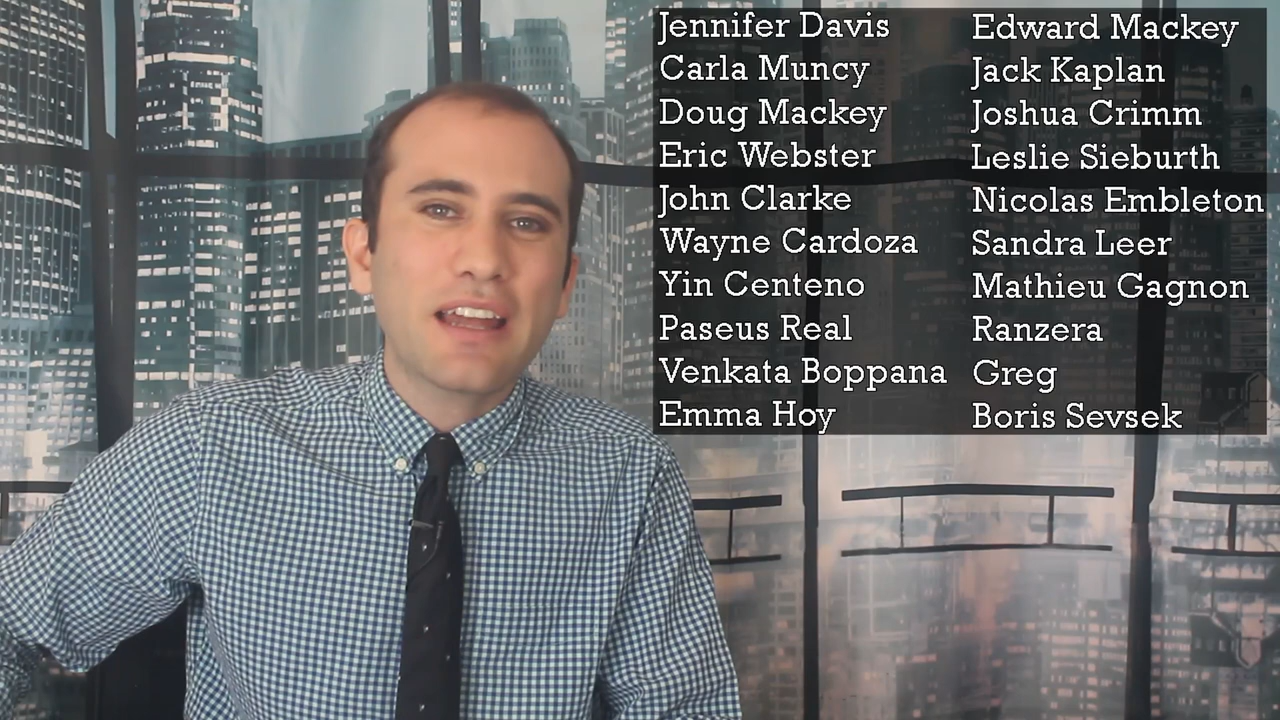 Jennifer Davis
Carla Muncy
Doug Mackey
Eric Webster
John Clarke
Wayne Cardoza
Yin Centeno
Paseus Real
Venkata Boppana
Emma Hoy
Edward Mackey
Jack Kaplan
Joshua Crimm
Leslie Sieburth
Nicolas Embleton
Sandra Leer
Mathieu Gagnon
Ranzera
Greg
Boris Sevsek